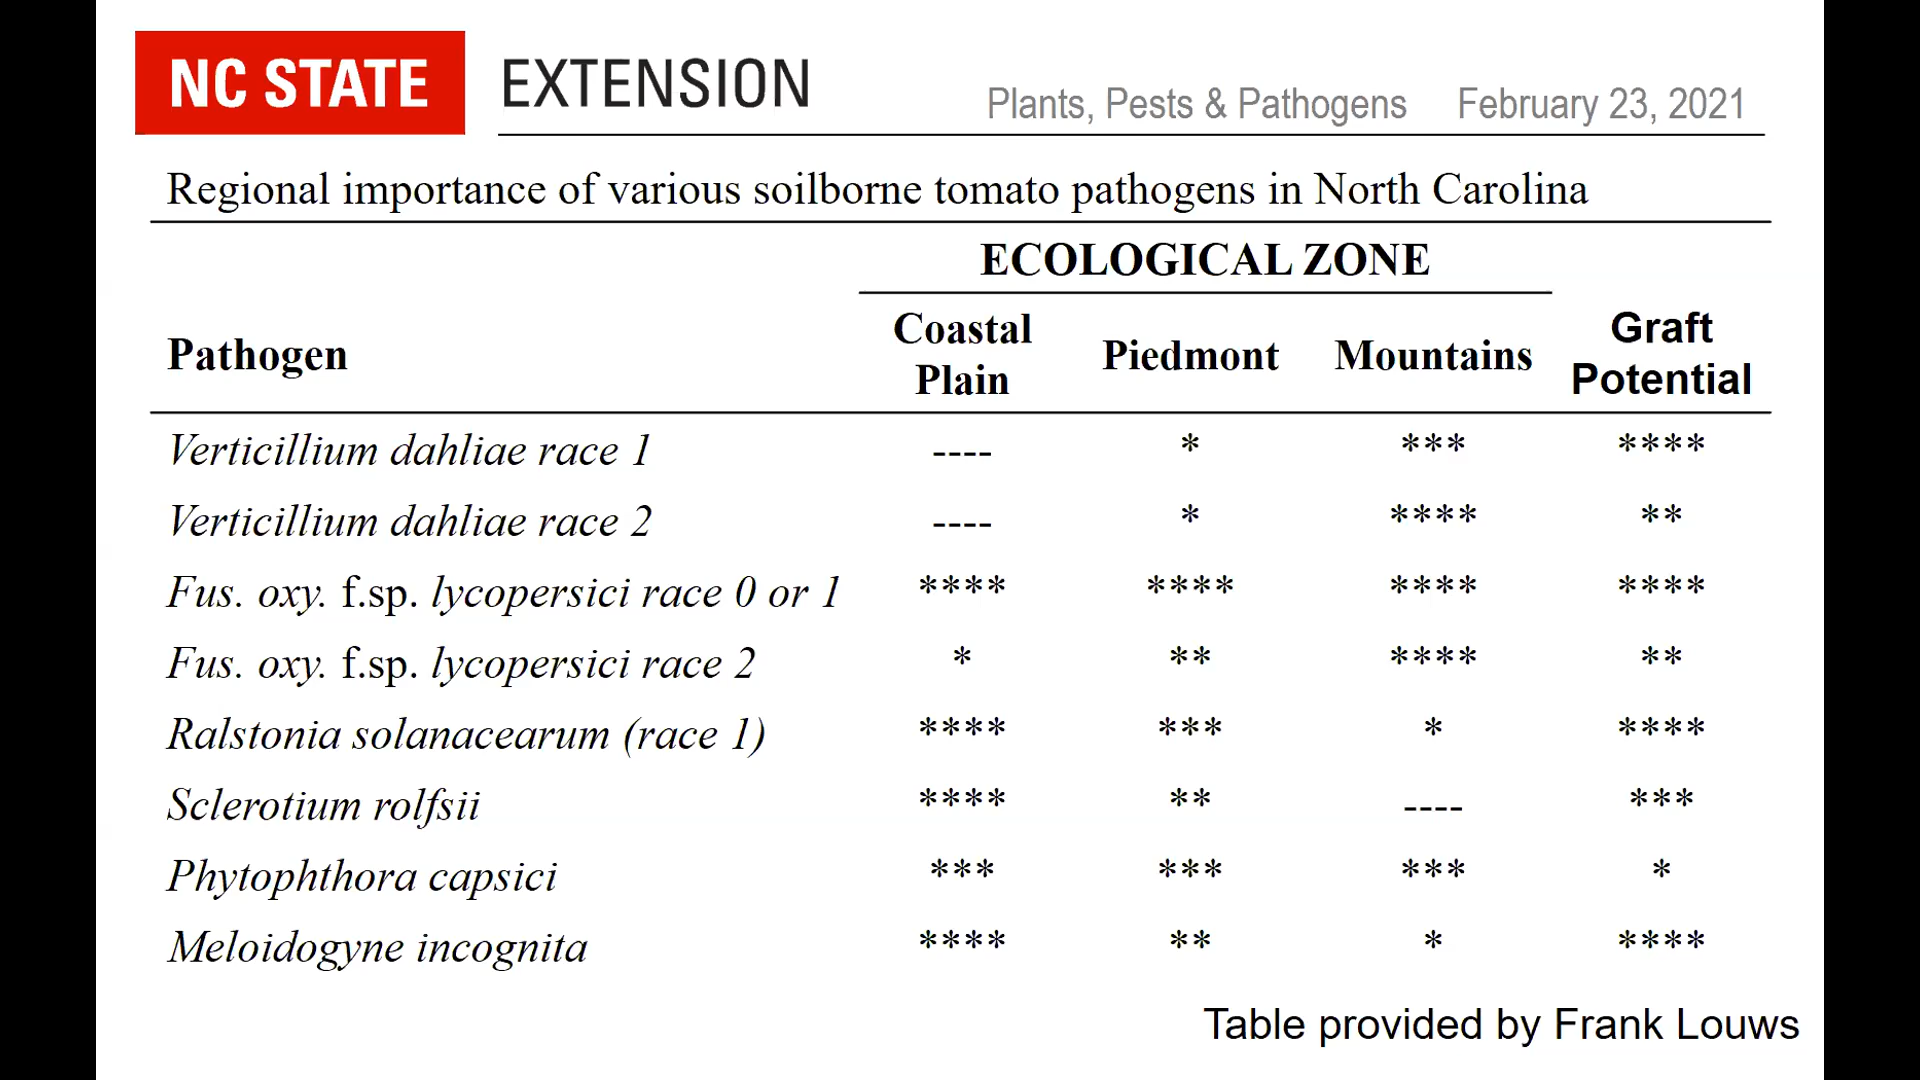 NC STATE EXTENSION Plants, Pests & Pathogens February 23, 2021
Regional importance of various soilborne tomato pathogens in North Carolina
ECOLOGICAL ZONE
Pathogen Coastal Plain Piedmont Mountains Graft Potential
Verticillium dahliae race 1 ---- * *** ****
Verticillium dahliae race 2 ---- * **** **
Fus. oxy. f.sp. lycopersici race 0 or 1 **** **** **** ****
Fus. oxy. f.sp. lycopersici race 2 * ** **** **
Ralstonia solanacearum (race 1) **** *** * ****
Sclerotium rolfsii **** ** ---- ***
Phytophthora capsici *** *** *** *
Meloidogyne incognita **** ** * ****
Table provided by Frank Louws